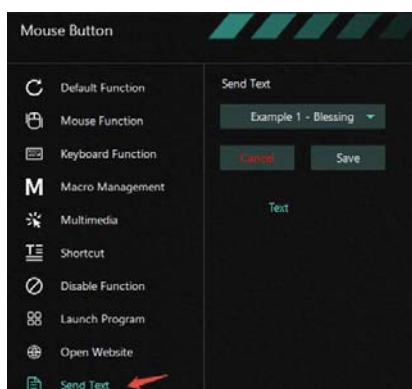 Mouse Button
Default Function
Mouse Function
Keyboard Function
M Macro Management
Multimedia
Shortcut
Disable Function
Launch Program
Open Website
Send Text
Send Text
Example 1 - Blessing
Cancel Save
Text